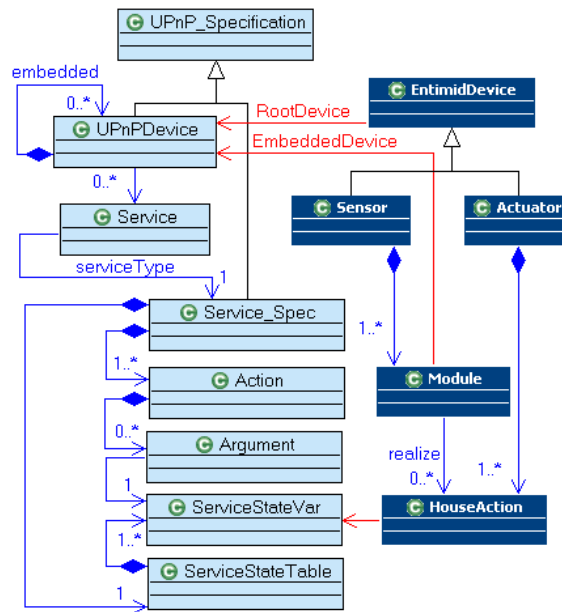 UPnP_Specification
embedded
0..*
RootDevice
EntimidDevice
UPnPDevice
EmbeddedDevice
0..*
Service
Sensor
Actuator
serviceType
1
Service_Spec
1..*
1..*
Action
Module
0..*
Argument
realize
0..*
1..*
1
ServiceStateVar
HouseAction
1..*
ServiceStateTable
1